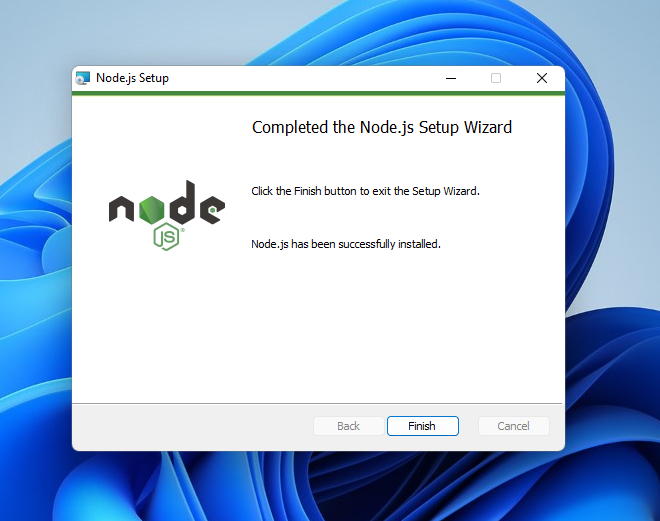 Node.js Setup
Completed the Node.js Setup Wizard
Click the Finish button to exit the Setup Wizard.
node
JS®
Node.js has been successfully installed.
Back
Finish
Cancel